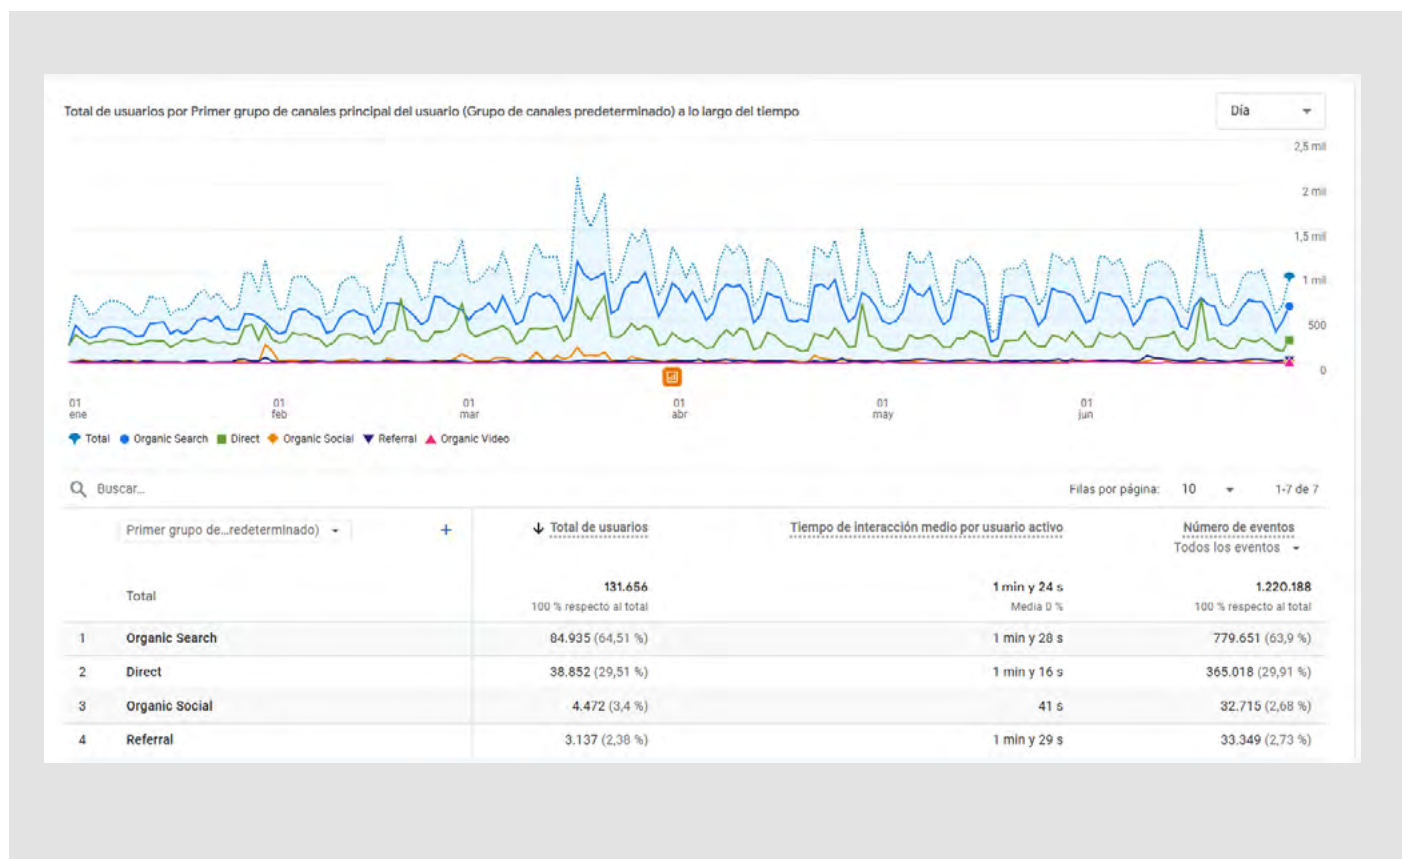 Total de usuarios por Primer grupo de canales principal del usuario (Grupo de canales predeterminado) a lo largo del tiempo
Día
2,5 mil
2 mil
1,5 mil
1 mil
500
0
01 ene
01 feb
01 mar
01 abr
01 may
01 jun
Total Organic Search Direct Organic Social Referral Organic Video
Buscar...
Filas por página: 10 1-7 de 7
Primer grupo de...redeterminado) + Total de usuarios Tiempo de interacción medio por usuario activo Número de eventos
Todos los eventos
Total 131.656 1 min y 24 s 1.220.188
100 % respecto al total Media 0 % 100 % respecto al total
1 Organic Search 84.935 (64,51 %) 1 min y 28 s 779.651 (63,9 %)
2 Direct 38.852 (29,51 %) 1 min y 16 s 365.018 (29,91 %)
3 Organic Social 4.472 (3,4 %) 41 s 32.715 (2,68 %)
4 Referral 3.137 (2,38 %) 1 min y 29 s 33.349 (2,73 %)